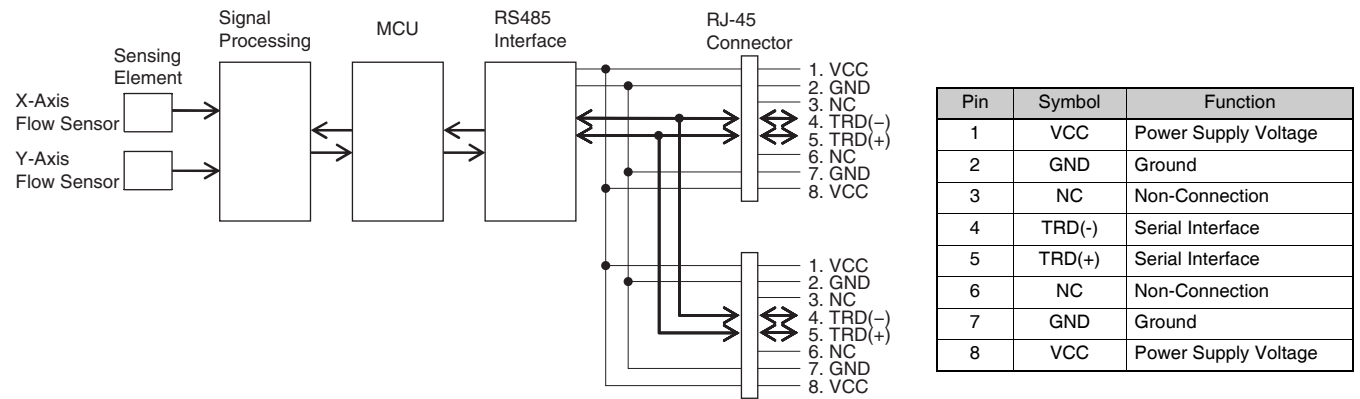 Signal
Processing
MCU
RS485
Interface
RJ-45
Connector
Sensing
Element
X-Axis
Flow Sensor
Y-Axis
Flow Sensor
1. VCC
2. GND
3. NC
4. TRD(−)
5. TRD(+)
6. NC
7. GND
8. VCC
1. VCC
2. GND
3. NC
4. TRD(−)
5. TRD(+)
6. NC
7. GND
8. VCC
Pin Symbol Function
1 VCC Power Supply Voltage
2 GND Ground
3 NC Non-Connection
4 TRD(-) Serial Interface
5 TRD(+) Serial Interface
6 NC Non-Connection
7 GND Ground
8 VCC Power Supply Voltage